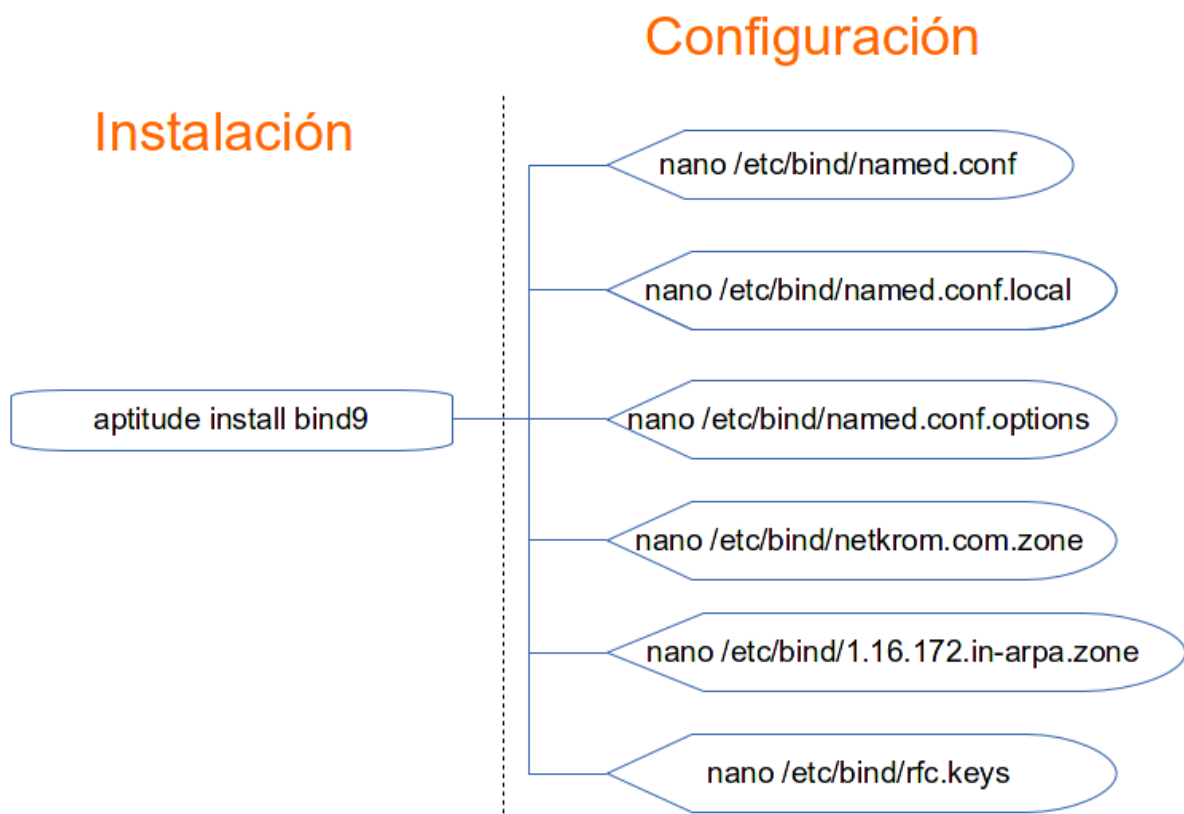 Configuración
Instalación
nano /etc/bind/named.conf
nano /etc/bind/named.conf.local
aptitude install bind9
nano /etc/bind/named.conf.options
nano /etc/bind/netkrom.com.zone
nano /etc/bind/1.16.172.in-arpa.zone
nano /etc/bind/rfc.keys